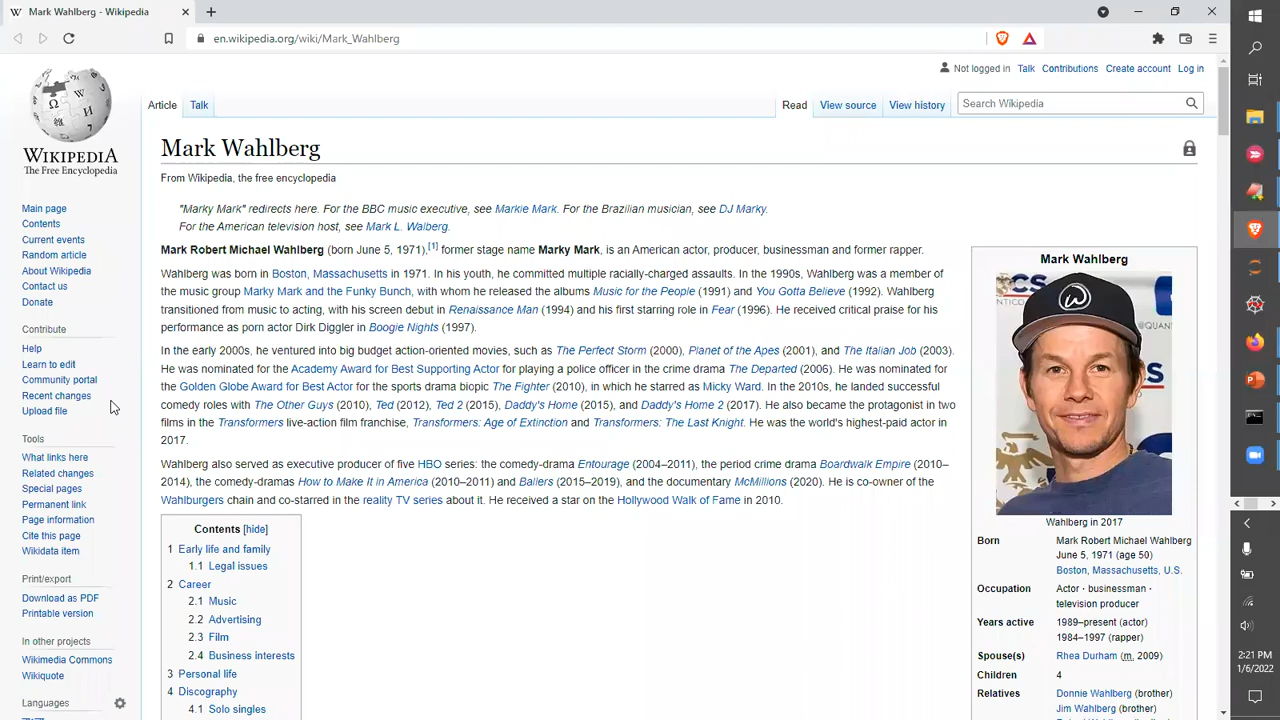 Mark Wahlberg - Wikipedia
en.wikipedia.org/wiki/Mark_Wahlberg
Not logged in Talk Contributions Create account Log in
Article Talk Read View source View history Search Wikipedia
WIKIPEDIA
The Free Encyclopedia
Main page
Contents
Current events
Random article
About Wikipedia
Contact us
Donate
Contribute
Help
Learn to edit
Community portal
Recent changes
Upload file
Tools
What links here
Related changes
Special pages
Permanent link
Page information
Cite this page
Wikidata item
Print/export
Download as PDF
Printable version
In other projects
Wikimedia Commons
Wikiquote
Languages
Mark Wahlberg
From Wikipedia, the free encyclopedia
"Marky Mark" redirects here. For the BBC music executive, see Markie Mark. For the Brazilian musician, see DJ Marky.
For the American television host, see Mark L. Walberg.
Mark Robert Michael Wahlberg (born June 5, 1971),[1] former stage name Marky Mark, is an American actor, producer, businessman and former rapper.
Wahlberg was born in Boston, Massachusetts in 1971. In his youth, he committed multiple racially-charged assaults. In the 1990s, Wahlberg was a member
of the music group Marky Mark and the Funky Bunch, with whom he released the albums Music for the People (1991) and You Gotta Believe (1992). Wahlberg
transitioned from music to acting, with his screen debut in Renaissance Man (1994) and his first starring role in Fear (1996). He received critical praise for his
performance as porn actor Dirk Diggler in Boogie Nights (1997).
In the early 2000s, he ventured into big budget action-oriented movies, such as The Perfect Storm (2000), Planet of the Apes (2001), and The Italian Job (2003).
He was nominated for the Academy Award for Best Supporting Actor for playing a police officer in the crime drama The Departed (2006). He was nominated for
the Golden Globe Award for Best Actor for the sports drama biopic The Fighter (2010), in which he starred as Micky Ward. In the 2010s, he landed successful
comedy roles with The Other Guys (2010), Ted (2012), Ted 2 (2015), Daddy's Home (2015), and Daddy's Home 2 (2017). He also became the protagonist in two
films in the Transformers live-action film franchise, Transformers: Age of Extinction and Transformers: The Last Knight. He was the world's highest-paid actor in
2017.
Wahlberg also served as executive producer of five HBO series: the comedy-drama Entourage (2004–2011), the period crime drama Boardwalk Empire (2010–
2014), the comedy-dramas How to Make It in America (2010–2011) and Ballers (2015–2019), and the documentary McMillions (2020). He is co-owner of the
Wahlburgers chain and co-starred in the reality TV series about it. He received a star on the Hollywood Walk of Fame in 2010.
Contents [hide]
1 Early life and family
1.1 Legal issues
2 Career
2.1 Music
2.2 Advertising
2.3 Film
2.4 Business interests
3 Personal life
4 Discography
4.1 Solo singles
Mark Wahlberg
Wahlberg in 2017
Born Mark Robert Michael Wahlberg
June 5, 1971 (age 50)
Boston, Massachusetts, U.S.
Occupation Actor · businessman ·
television producer
Years active 1989–present (actor)
1984–1997 (rapper)
Spouse(s) Rhea Durham (m. 2009)
Children 4
Relatives Donnie Wahlberg (brother)
Jim Wahlberg (brother)
2:21 PM
1/6/2022